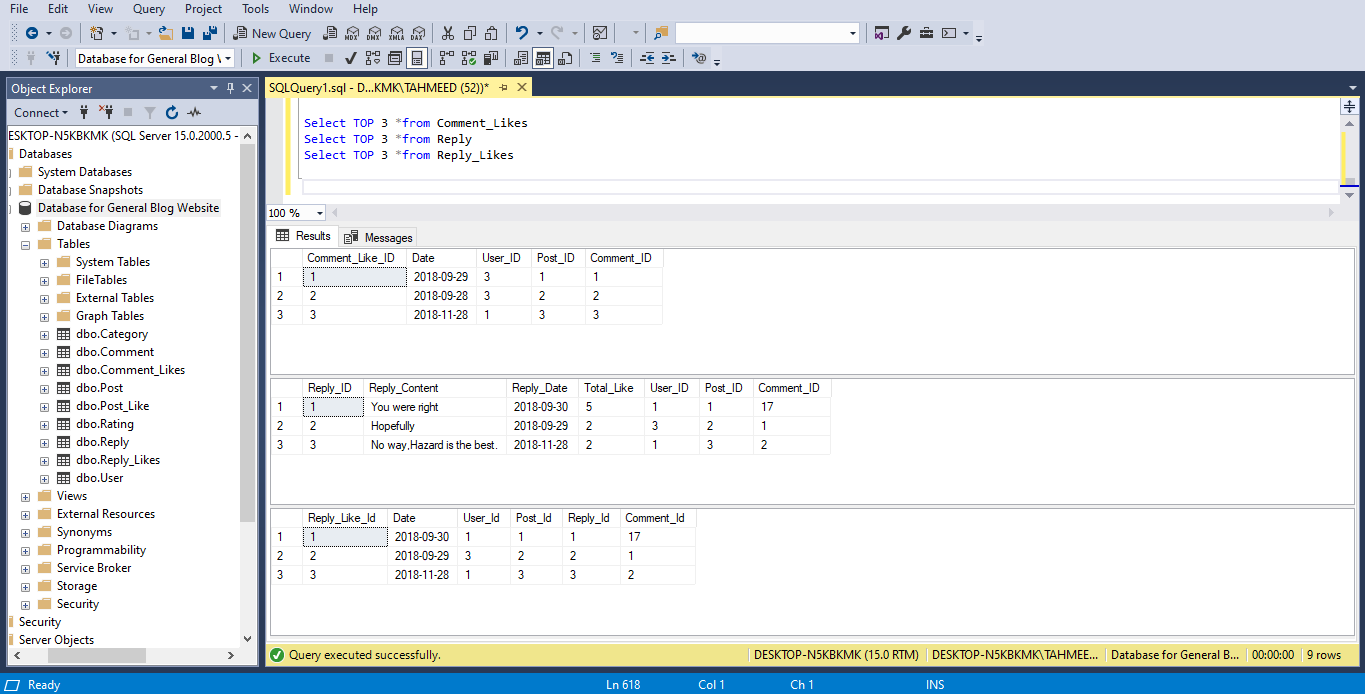 File Edit View Query Project Tools Window Help
New Query MDX DMX XMLA DAX
Database for General Blog W Execute
Object Explorer
SQLQuery1.sql - D...KMK\TAHMEED (52))*
Connect
ESKTOP-N5KBKMK (SQL Server 15.0.2000.5 -
Databases
System Databases
Database Snapshots
Database for General Blog Website
Database Diagrams
Tables
System Tables
FileTables
External Tables
Graph Tables
dbo.Category
dbo.Comment
dbo.Comment_Likes
dbo.Post
dbo.Post_Like
dbo.Rating
dbo.Reply
dbo.Reply_Likes
dbo.User
Views
External Resources
Synonyms
Programmability
Service Broker
Storage
Security
Security
Server Objects
Select TOP 3 *from Comment_Likes
Select TOP 3 *from Reply
Select TOP 3 *from Reply_Likes
100 %
Results Messages
Comment_Like_ID Date User_ID Post_ID Comment_ID
1 1 2018-09-29 3 1 1
2 2 2018-09-28 3 2 2
3 3 2018-11-28 1 3 3
Reply_ID Reply_Content Reply_Date Total_Like User_ID Post_ID Comment_ID
1 1 You were right 2018-09-30 5 1 1 17
2 2 Hopefully 2018-09-29 2 3 2 1
3 3 No way,Hazard is the best. 2018-11-28 2 1 3 2
Reply_Like_Id Date User_Id Post_Id Reply_Id Comment_Id
1 1 2018-09-30 1 1 1 17
2 2 2018-09-29 3 2 2 1
3 3 2018-11-28 1 3 3 2
Query executed successfully. DESKTOP-N5KBKMK (15.0 RTM) DESKTOP-N5KBKMK\TAHMEE... Database for General B... 00:00:00 9 rows
Ready Ln 618 Col 1 Ch 1 INS